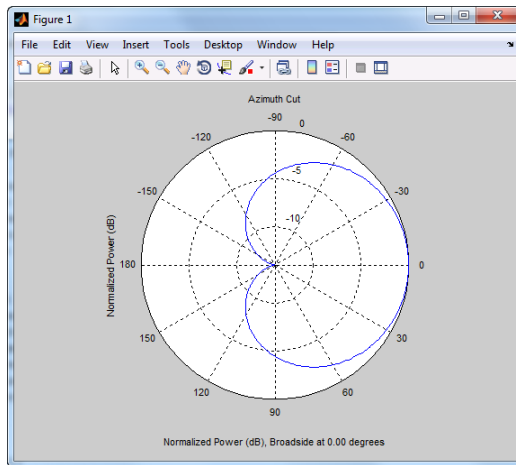 Figure 1
File Edit View Insert Tools Desktop Window Help
Azimuth Cut
-90 0
-120 -60
-5
-150 -30
-10
Normalized Power (dB)
180 0
150 30
120 60
90
Normalized Power (dB), Broadside at 0.00 degrees